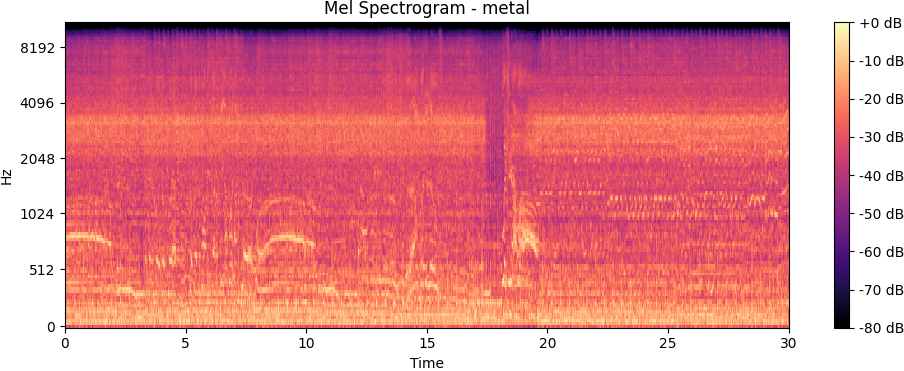 Mel Spectrogram - metal
Hz
8192
4096
2048
1024
512
0
0 5 10 15 20 25 30
Time
+0 dB
-10 dB
-20 dB
-30 dB
-40 dB
-50 dB
-60 dB
-70 dB
-80 dB